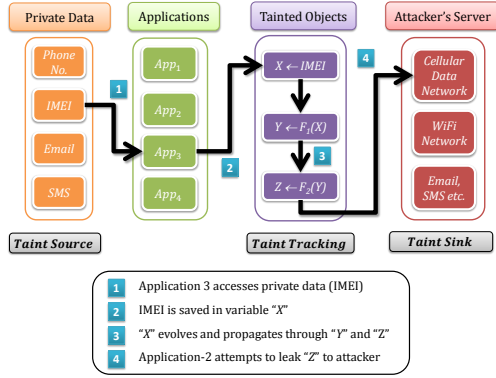 Private Data
Applications
Tainted Objects
Attacker's Server
Phone
No.
IMEI
Email
SMS
App1
App2
App3
App4
X ← IMEI
Y ← F1(X)
Z ← F2(Y)
Cellular
Data
Network
WiFi
Network
Email,
SMS etc.
1
2
3
4
Taint Source
Taint Tracking
Taint Sink
1 Application 3 accesses private data (IMEI)
2 IMEI is saved in variable “X”
3 “X” evolves and propagates through “Y” and “Z”
4 Application-2 attempts to leak “Z” to attacker